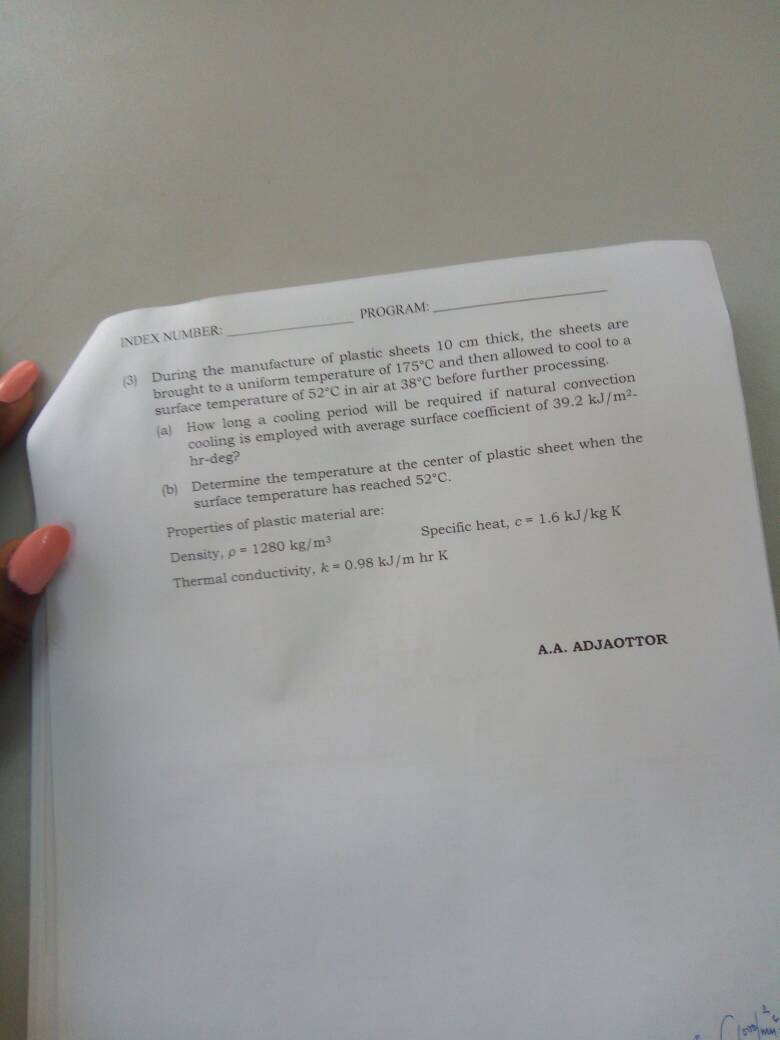 INDEX NUMBER: ____________ PROGRAM: ____________
(3) During the manufacture of plastic sheets 10 cm thick, the sheets are
brought to a uniform temperature of 175°C and then allowed to cool to a
surface temperature of 52°C in air at 38°C before further processing.
(a) How long a cooling period will be required if natural convection
cooling is employed with average surface coefficient of 39.2 kJ/m²-
hr-deg?
(b) Determine the temperature at the center of plastic sheet when the
surface temperature has reached 52°C.
Properties of plastic material are:
Density, ρ = 1280 kg/m³ Specific heat, c = 1.6 kJ/kg K
Thermal conductivity, k = 0.98 kJ/m hr K
A.A. ADJAOTTOR